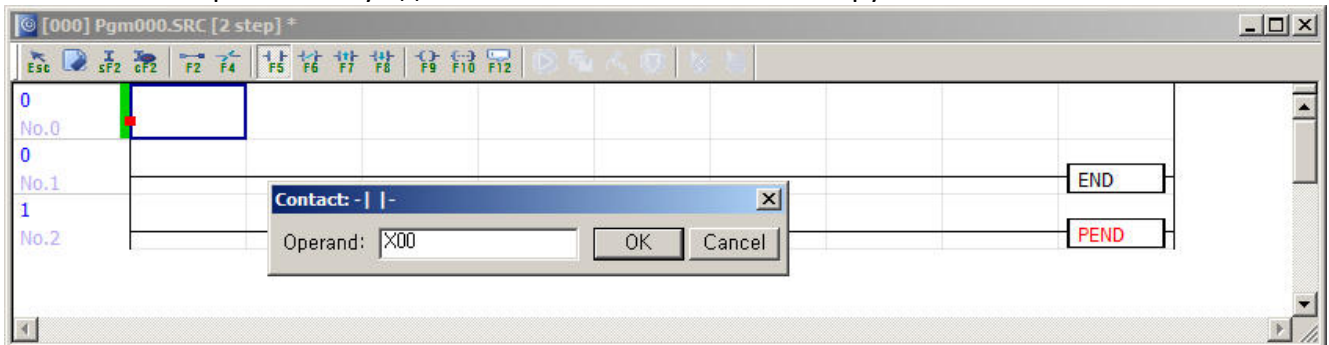 [000] Pgm000.SRC [2 step] *
Esc sF2 cF2 F2 F4 F5 F6 F7 F8 F9 F10 F12
0
No.0
0
No.1
END
1
No.2
PEND
Contact: -| |-
Operand: X00 OK Cancel